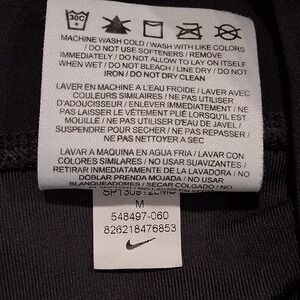 30C
MACHINE WASH COLD / WASH WITH LIKE COLORS
/ DO NOT USE SOFTENERS / REMOVE
IMMEDIATELY / DO NOT ALLOW TO LAY ON ITSELF
WHEN WET / DO NOT BLEACH / LINE DRY / DO NOT
IRON / DO NOT DRY CLEAN
LAVER EN MACHINE A L'EAU FROIDE / LAVER AVEC
COULEURS SIMILAIRES / NE PAS UTILISER
D'ADOUCISSEUR / ENLEVER IMMEDIATEMENT / NE
PAS LAISSER LE VÊTEMENT PLIÉ LORSQU'IL EST
MOUILLÉ / NE PAS UTILISER D'EAU DE JAVEL /
SUSPENDRE POUR SECHER / NE PAS REPASSER /
NE PAS NETTOYER A SEC
LAVAR A MAQUINA EN AGUA FRIA / LAVAR CON
COLORES SIMILARES / NO USAR SUAVIZANTES /
RETIRAR INMEDIATAMENTE DE LA LAVADORA / NO
DOBLAR PRENDA MOJADA / NO USAR
BLANQUEADORES / SECAR COLGADO / NO
M
548497-060
826218476853